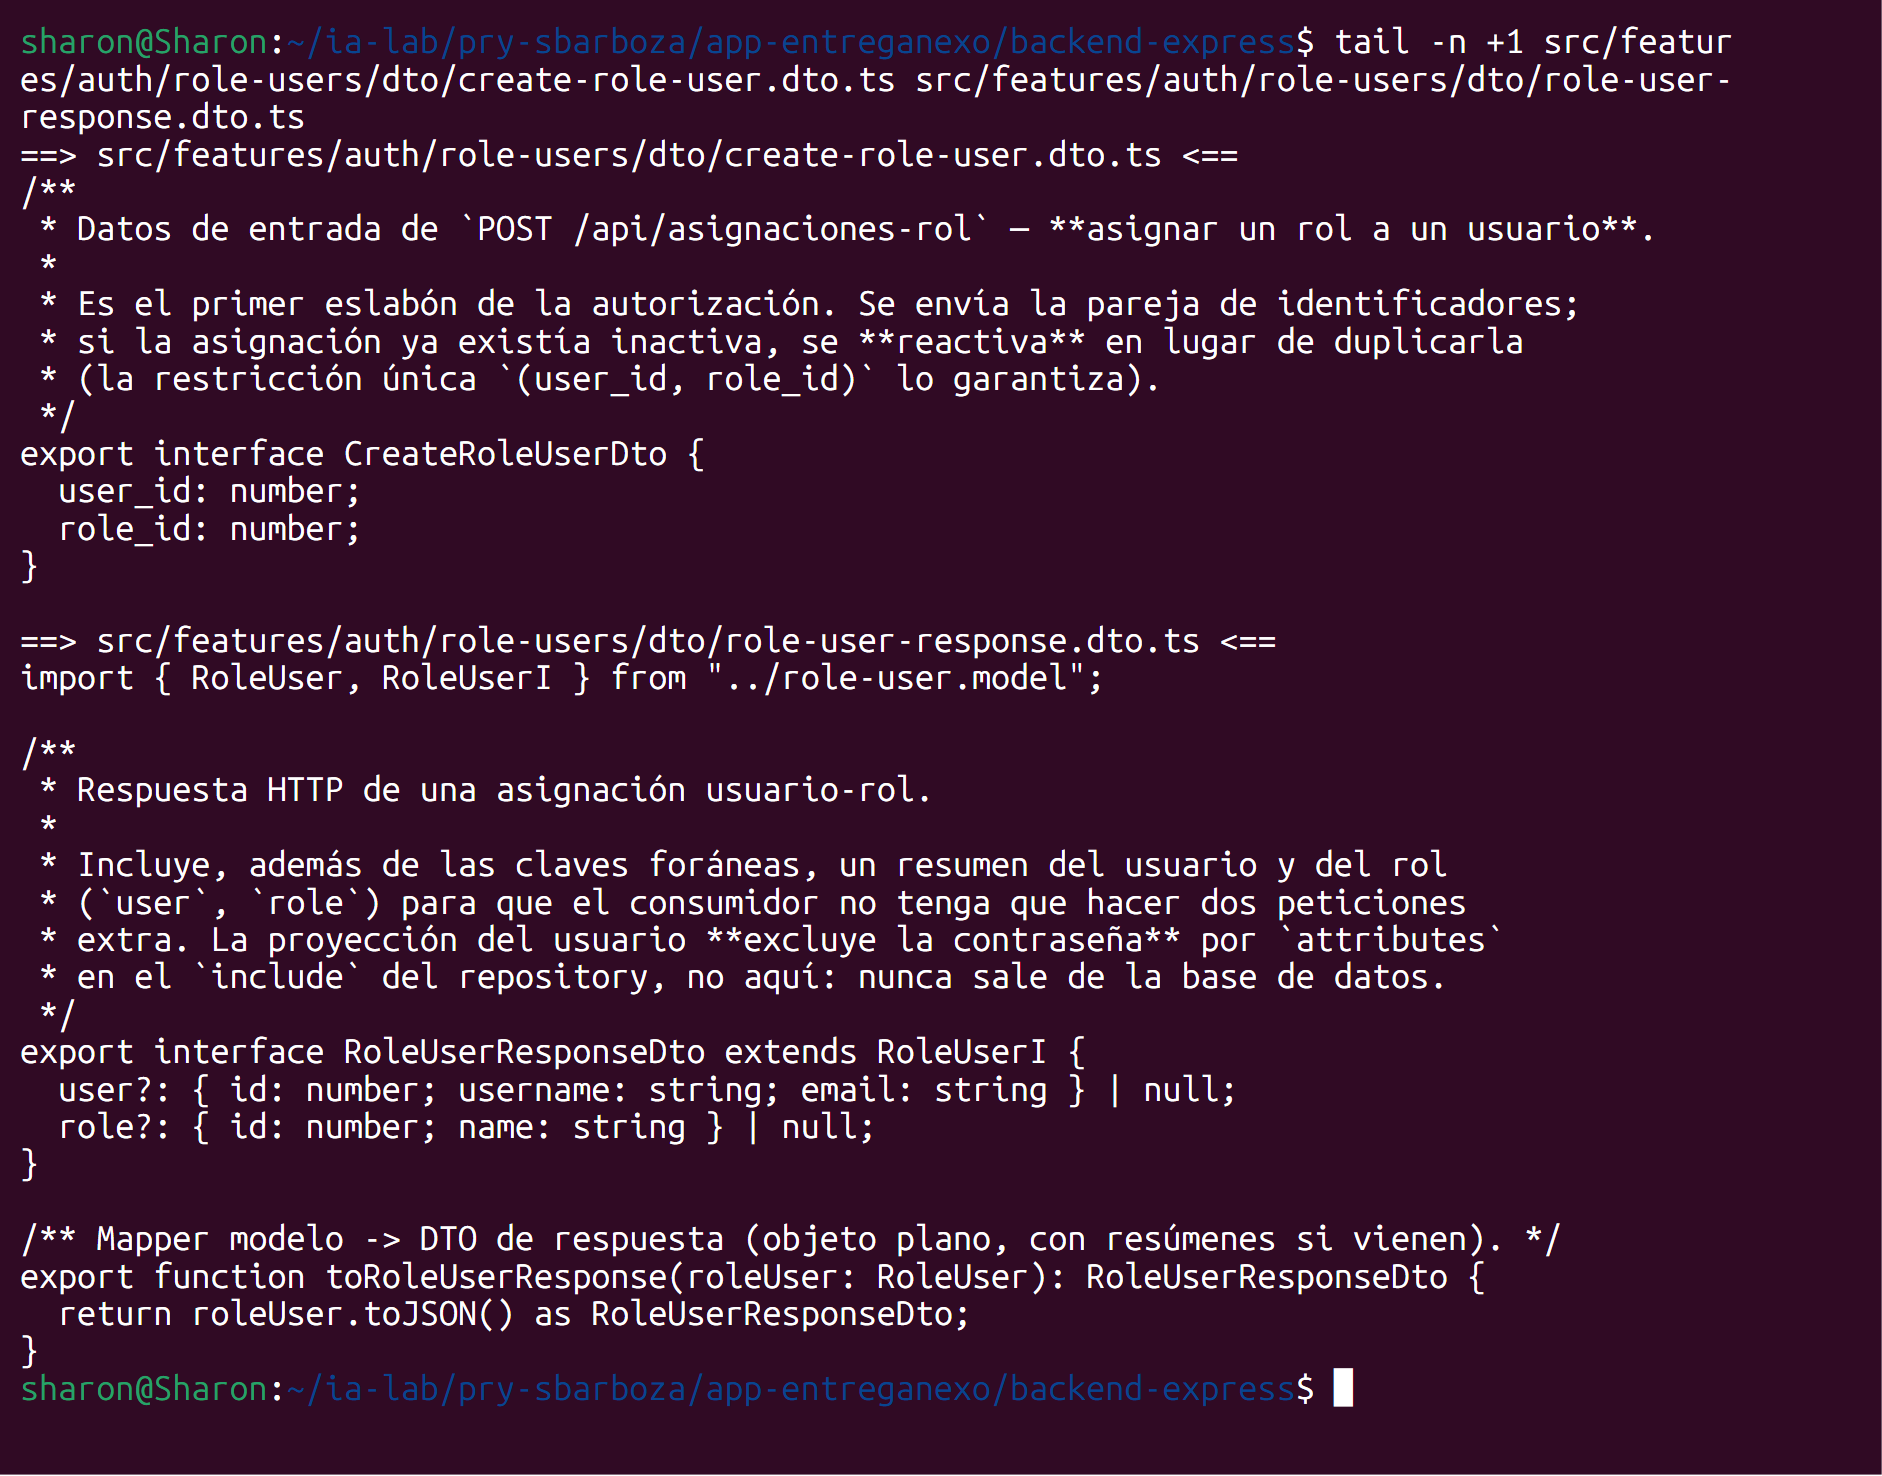 sharon@Sharon:~/ia-lab/pry-sbarboza/app-entreganexo/backend-express$ tail -n +1 src/featur
es/auth/role-users/dto/create-role-user.dto.ts src/features/auth/role-users/dto/role-user-
response.dto.ts
==> src/features/auth/role-users/dto/create-role-user.dto.ts <==
/**
 * Datos de entrada de `POST /api/asignaciones-rol` — **asignar un rol a un usuario**.
 *
 * Es el primer eslabón de la autorización. Se envía la pareja de identificadores;
 * si la asignación ya existía inactiva, se **reactiva** en lugar de duplicarla
 * (la restricción única `(user_id, role_id)` lo garantiza).
 */
export interface CreateRoleUserDto {
  user_id: number;
  role_id: number;
}

==> src/features/auth/role-users/dto/role-user-response.dto.ts <==
import { RoleUser, RoleUserI } from "../role-user.model";

/**
 * Respuesta HTTP de una asignación usuario-rol.
 *
 * Incluye, además de las claves foráneas, un resumen del usuario y del rol
 * (`user`, `role`) para que el consumidor no tenga que hacer dos peticiones
 * extra. La proyección del usuario **excluye la contraseña** por `attributes`
 * en el `include` del repository, no aquí: nunca sale de la base de datos.
 */
export interface RoleUserResponseDto extends RoleUserI {
  user?: { id: number; username: string; email: string } | null;
  role?: { id: number; name: string } | null;
}

/** Mapper modelo -> DTO de respuesta (objeto plano, con resúmenes si vienen). */
export function toRoleUserResponse(roleUser: RoleUser): RoleUserResponseDto {
  return roleUser.toJSON() as RoleUserResponseDto;
}
sharon@Sharon:~/ia-lab/pry-sbarboza/app-entreganexo/backend-express$